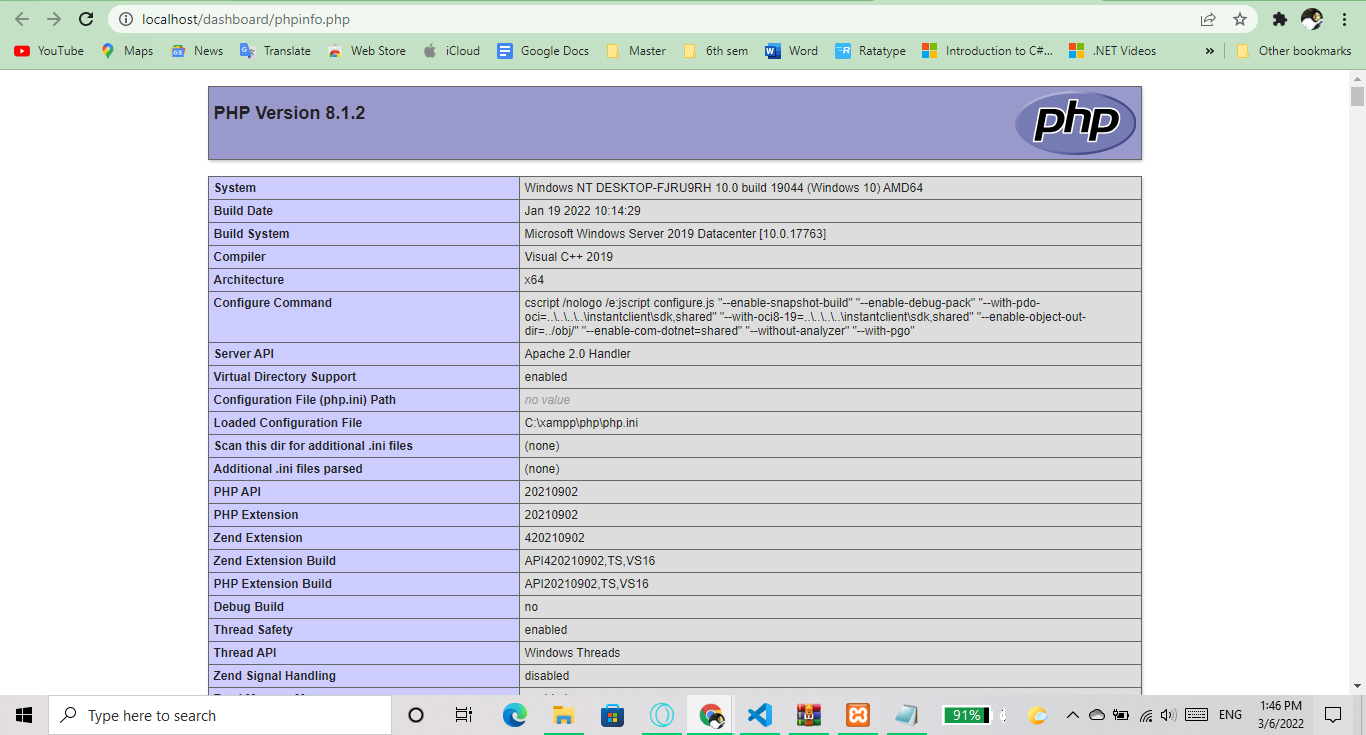 localhost/dashboard/phpinfo.php
YouTube Maps News Translate Web Store iCloud Google Docs Master 6th sem Word Ratatype Introduction to C#... .NET Videos » Other bookmarks
PHP Version 8.1.2
php
System Windows NT DESKTOP-FJRU9RH 10.0 build 19044 (Windows 10) AMD64
Build Date Jan 19 2022 10:14:29
Build System Microsoft Windows Server 2019 Datacenter [10.0.17763]
Compiler Visual C++ 2019
Architecture x64
Configure Command cscript /nologo /e:jscript configure.js "--enable-snapshot-build" "--enable-debug-pack" "--with-pdo-
oci=..\..\..\..\instantclient\sdk,shared" "--with-oci8-19=..\..\..\..\instantclient\sdk,shared" "--enable-object-out-
dir=../obj/" "--enable-com-dotnet=shared" "--without-analyzer" "--with-pgo"
Server API Apache 2.0 Handler
Virtual Directory Support enabled
Configuration File (php.ini) Path no value
Loaded Configuration File C:\xampp\php\php.ini
Scan this dir for additional .ini files (none)
Additional .ini files parsed (none)
PHP API 20210902
PHP Extension 20210902
Zend Extension 420210902
Zend Extension Build API420210902,TS,VS16
PHP Extension Build API20210902,TS,VS16
Debug Build no
Thread Safety enabled
Thread API Windows Threads
Zend Signal Handling disabled
Type here to search 91% ENG 1:46 PM
3/6/2022